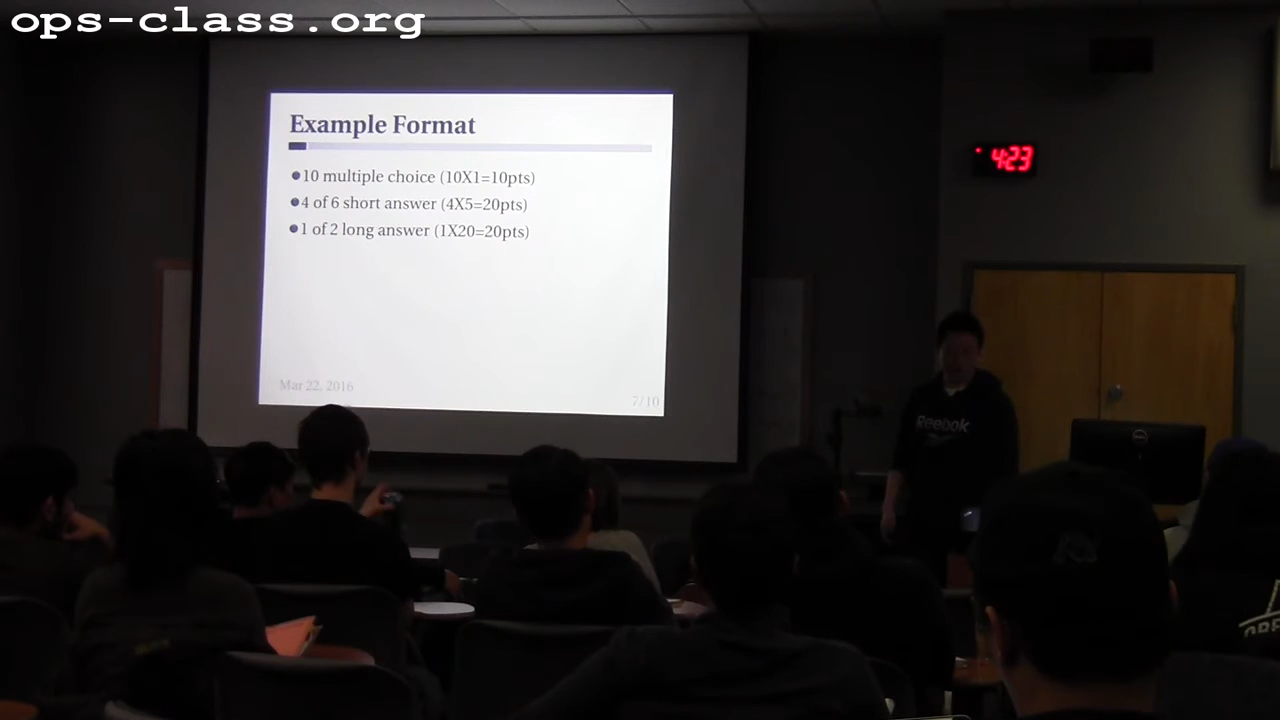 ops-class.org
Example Format
10 multiple choice (10X1=10pts)
4 of 6 short answer (4X5=20pts)
1 of 2 long answer (1X20=20pts)
Mar 22, 2016
7/10
4:23
Reebok